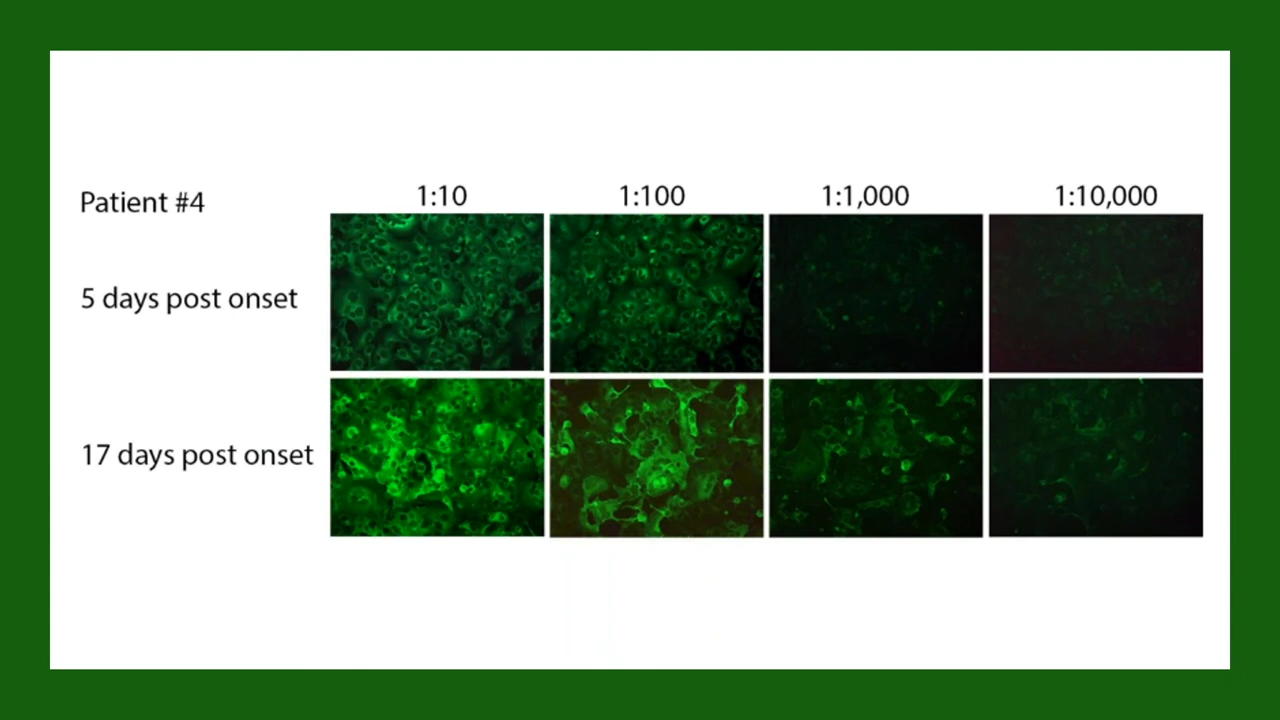 Patient #4
1:10
1:100
1:1,000
1:10,000
5 days post onset
17 days post onset